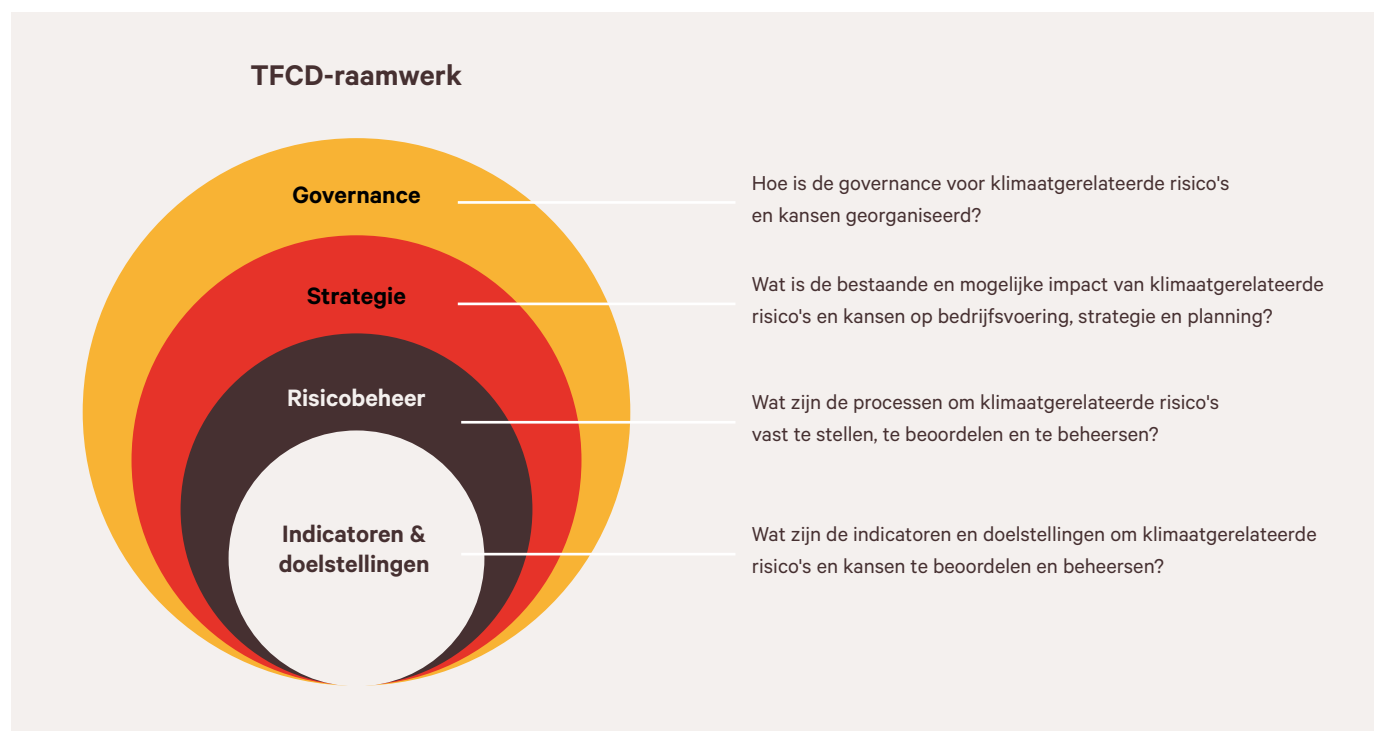 TFCD-raamwerk
Governance
Hoe is de governance voor klimaatgerelateerde risico's
en kansen georganiseerd?
Strategie
Wat is de bestaande en mogelijke impact van klimaatgerelateerde
risico's en kansen op bedrijfsvoering, strategie en planning?
Risicobeheer
Wat zijn de processen om klimaatgerelateerde risico's
vast te stellen, te beoordelen en te beheersen?
Indicatoren &
doelstellingen
Wat zijn de indicatoren en doelstellingen om klimaatgerelateerde
risico's en kansen te beoordelen en beheersen?